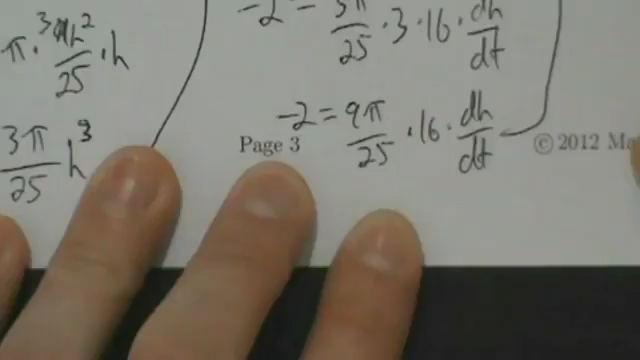 π · 3h²/25 · h
3π/25 h³
-2 = 3π/25 · 3 · 16 · dh/dt
-2 = 9π/25 · 16 · dh/dt
Page 3
© 2012